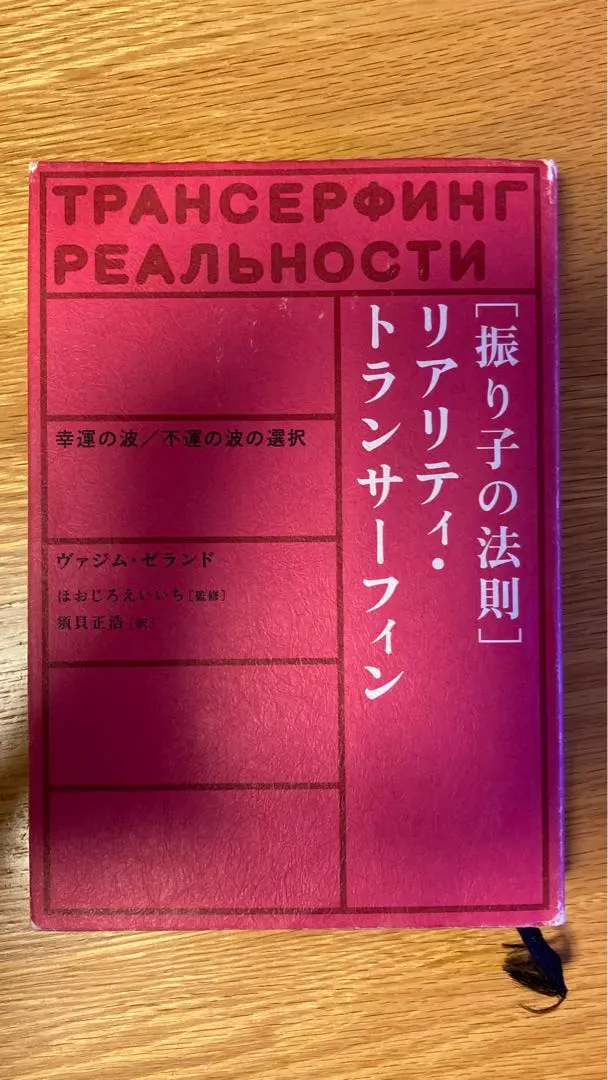 ТРАНСЕРФИНГ
РЕАЛЬНОСТИ
［振り子の法則］
リアリティ・
トランサーフィン
幸運の波／不運の波の選択
ヴァジム・ゼランド
ほおじろえいいち［監修］
須貝正浩［訳］